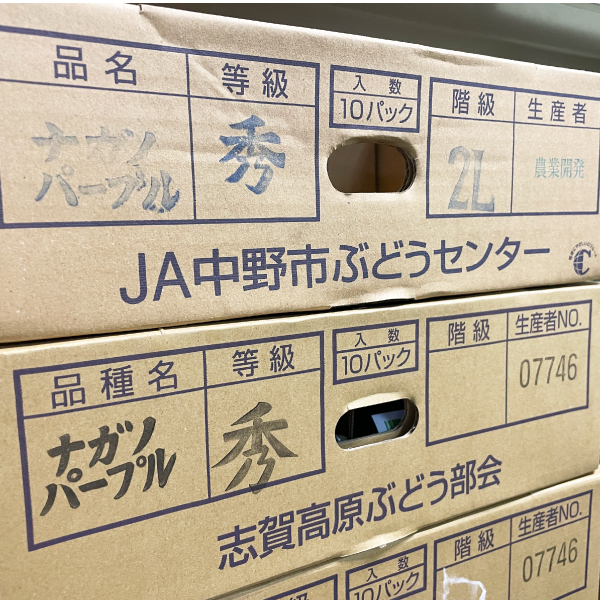 品名 等級 入数 階級 生産者
10パック
ナガノパープル 秀 2L 農業開発
JA中野市ぶどうセンター
品種名 等級 入数 階級 生産者NO.
10パック
ナガノパープル 秀 07746
志賀高原ぶどう部会
入数 階級 生産者NO.
10パック 07746